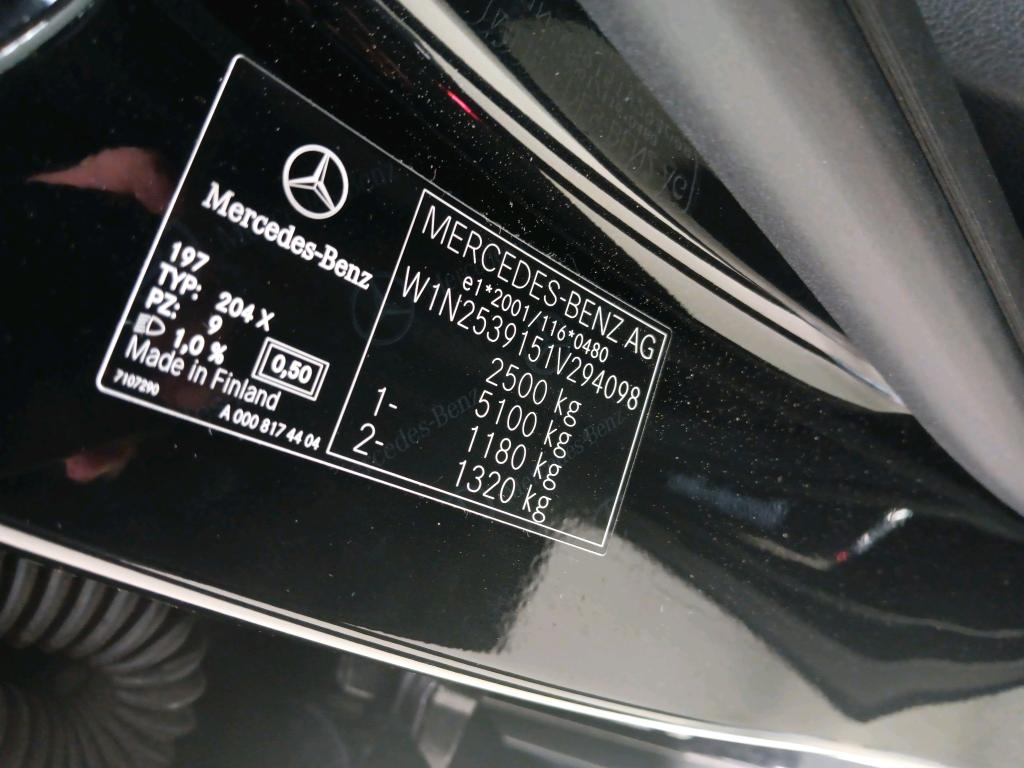 Mercedes-Benz
197
TYP: 204 X
PZ: 9
1,0 % 0,50
Made in Finland
7107290 A 000 817 44 04
MERCEDES-BENZ AG
e1*2001/116*0480
W1N2539151V294098
2500 kg
5100 kg
1- 1180 kg
2- 1320 kg